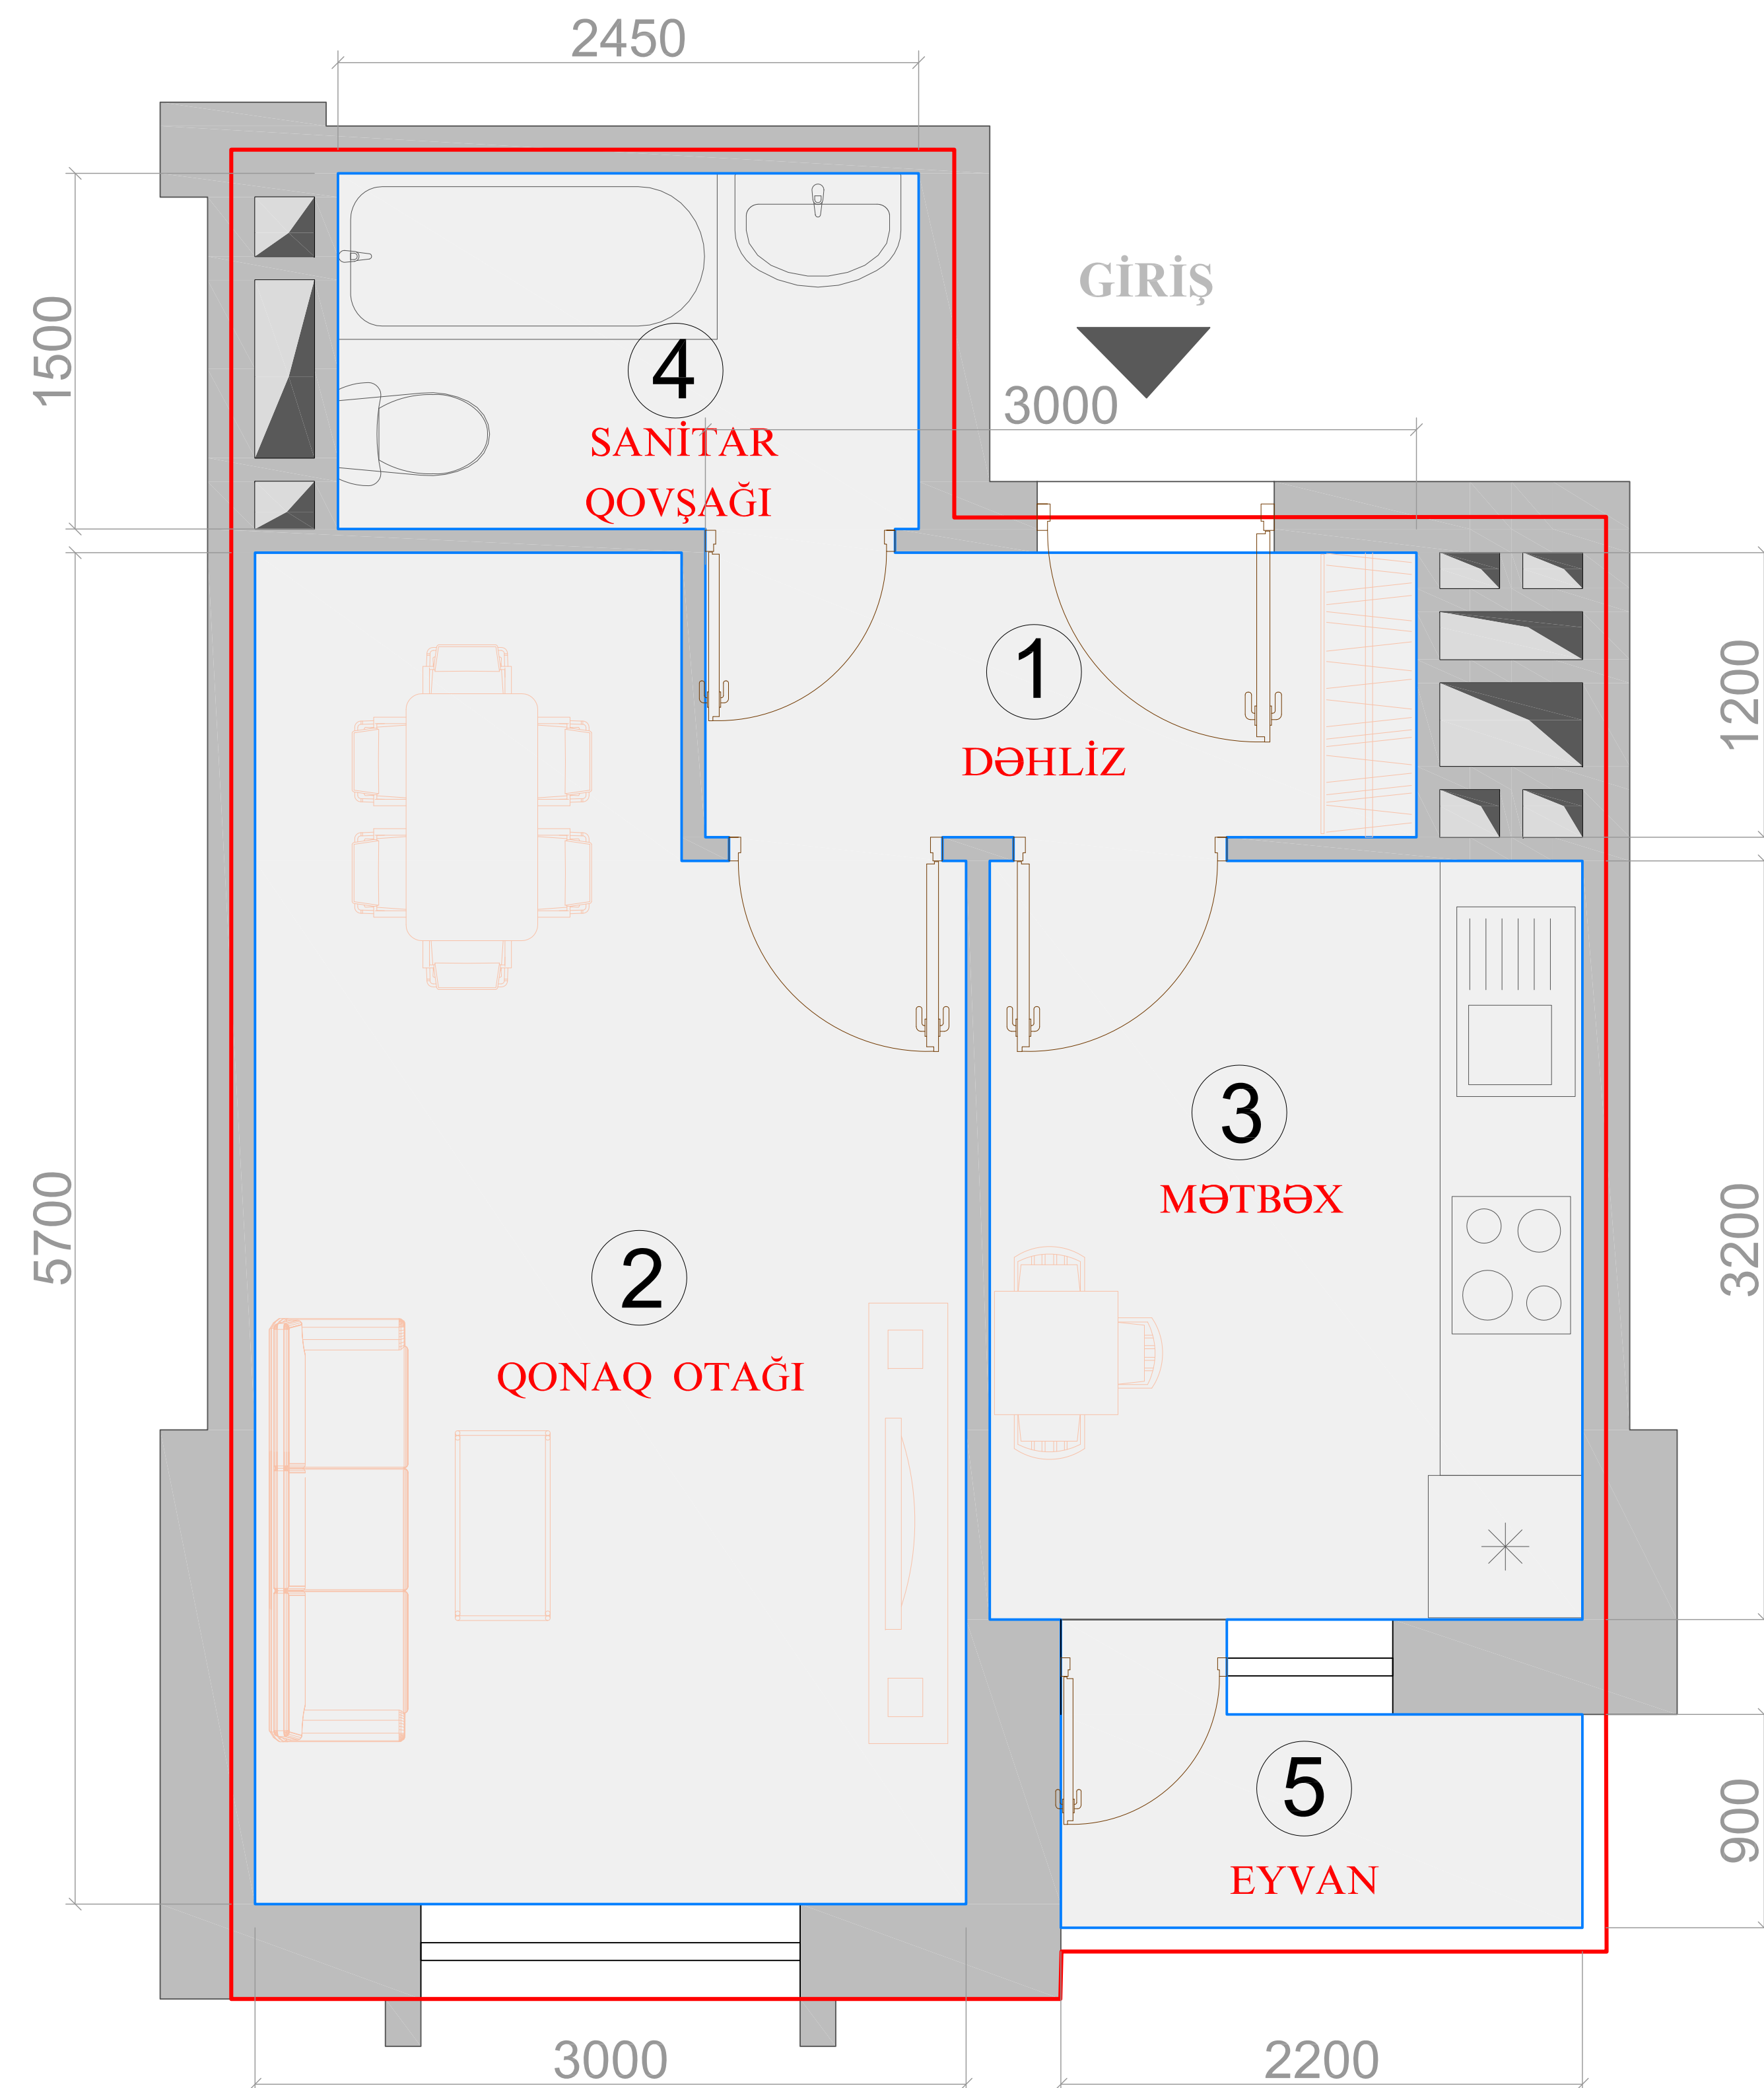 2450
GİRİŞ
1500
4
3000
SANİTAR
QOVŞAĞI
1
1200
DƏHLİZ
3
MƏTBƏX
5700
3200
2
QONAQ OTAĞI
5
900
EYVAN
3000
2200